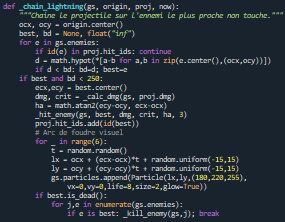 def _chain_lightning(gs, origin, proj, now):
    """Chaîne le projectile sur l'ennemi le plus proche non touché."""
    ocx, ocy = origin.center()
    best, bd = None, float("inf")
    for e in gs.enemies:
        if id(e) in proj.hit_ids: continue
        d = math.hypot(*[a-b for a,b in zip(e.center(),(ocx,ocy))])
        if d < bd: bd=d; best=e
    if best and bd < 250:
        ecx,ecy = best.center()
        dmg, crit = _calc_dmg(gs, proj.dmg)
        ha = math.atan2(ecy-ocy, ecx-ocx)
        _hit_enemy(gs, best, dmg, crit, ha, 3)
        proj.hit_ids.add(id(best))
        # Arc de foudre visuel
        for _ in range(6):
            t = random.random()
            lx = ocx + (ecx-ocx)*t + random.uniform(-15,15)
            ly = ocy + (ecy-ocy)*t + random.uniform(-15,15)
            gs.particles.append(Particle(lx,ly,(180,220,255),
                vx=0,vy=0,life=8,size=2,glow=True))
        if best.is_dead():
            for j,e in enumerate(gs.enemies):
                if e is best: _kill_enemy(gs,j); break